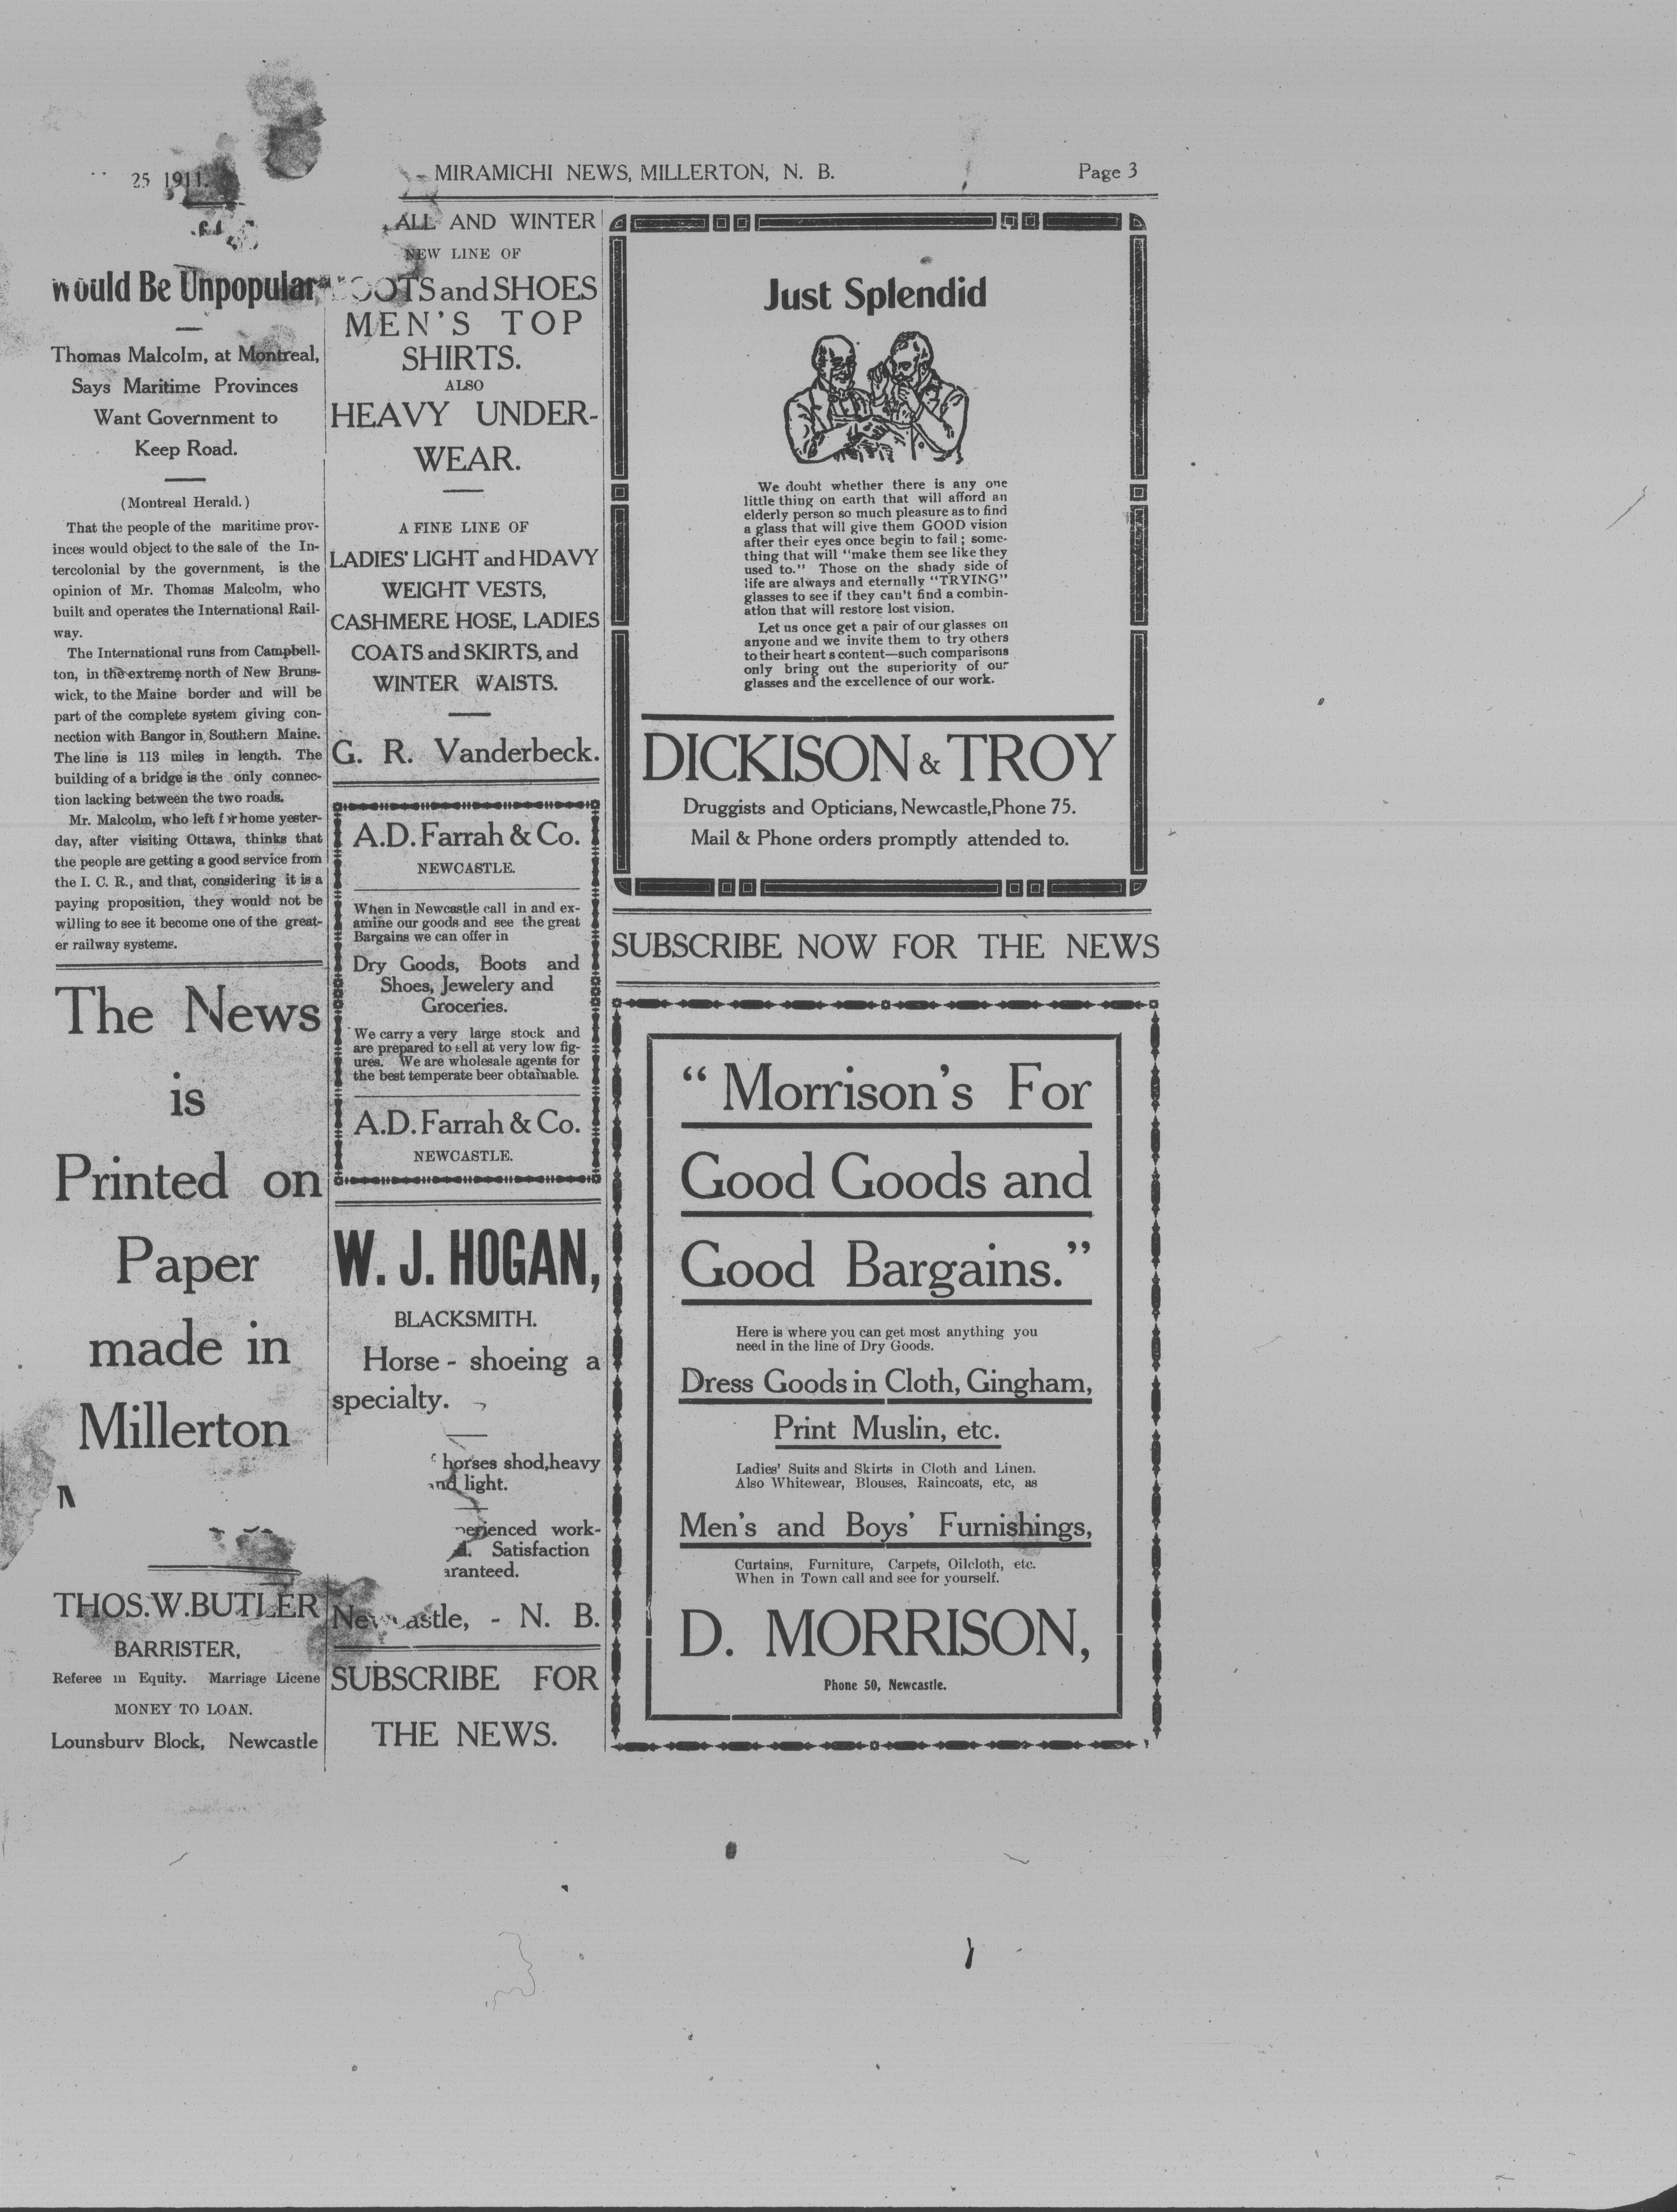 25 1911.
MIRAMICHI NEWS, MILLERTON, N. B.
Page 3
Would Be Unpopular
Thomas Malcolm, at Montreal,
Says Maritime Provinces
Want Government to
Keep Road.
(Montreal Herald.)
That the people of the maritime prov-
inces would object to the sale of the In-
tercolonial by the government, is the
opinion of Mr. Thomas Malcolm, who
built and operates the International Rail-
way.
The International runs from Campbell-
ton, in the extreme north of New Bruns-
wick, to the Maine border and will be
part of the complete system giving con-
nection with Bangor in Southern Maine.
The line is 113 miles in length. The
building of a bridge is the only connec-
tion lacking between the two roads.
Mr. Malcolm, who left for home yester-
day, after visiting Ottawa, thinks that
the people are getting a good service from
the I. C. R., and that, considering it is a
paying proposition, they would not be
willing to see it become one of the great-
er railway systems.
The News
is
Printed on
Paper
made in
Millerton
THOS. W. BUTLER
BARRISTER,
Referee in Equity. Marriage Licene
MONEY TO LOAN.
Lounsbury Block, Newcastle
ALL AND WINTER
NEW LINE OF
OOTS and SHOES
MEN'S TOP
SHIRTS.
ALSO
HEAVY UNDER-
WEAR.
A FINE LINE OF
LADIES' LIGHT and HDAVY
WEIGHT VESTS,
CASHMERE HOSE, LADIES
COATS and SKIRTS, and
WINTER WAISTS.
G. R. Vanderbeck.
A.D. Farrah & Co.
NEWCASTLE.
When in Newcastle call in and ex-
amine our goods and see the great
Bargains we can offer in
Dry Goods, Boots and
Shoes, Jewelery and
Groceries.
We carry a very large stock and
are prepared to sell at very low fig-
ures. We are wholesale agents for
the best temperate beer obtainable.
A.D. Farrah & Co.
NEWCASTLE.
W. J. HOGAN,
BLACKSMITH.
Horse - shoeing a
specialty.
horses shod, heavy
and light.
perienced work-
Satisfaction
aranteed.
Newcastle, - N. B.
SUBSCRIBE FOR
THE NEWS.
Just Splendid
We doubt whether there is any one
little thing on earth that will afford an
elderly person so much pleasure as to find
a glass that will give them GOOD vision
after their eyes once begin to fail; some-
thing that will "make them see like they
used to." Those on the shady side of
life are always and eternally "TRYING"
glasses to see if they can't find a combin-
ation that will restore lost vision.
Let us once get a pair of our glasses on
anyone and we invite them to try others
to their heart s content—such comparisons
only bring out the superiority of our
glasses and the excellence of our work.
DICKISON & TROY
Druggists and Opticians, Newcastle, Phone 75.
Mail & Phone orders promptly attended to.
SUBSCRIBE NOW FOR THE NEWS
"Morrison's For
Good Goods and
Good Bargains."
Here is where you can get most anything you
need in the line of Dry Goods.
Dress Goods in Cloth, Gingham,
Print Muslin, etc.
Ladies' Suits and Skirts in Cloth and Linen.
Also Whitewear, Blouses, Raincoats, etc, as
Men's and Boys' Furnishings,
Curtains, Furniture, Carpets, Oilcloth, etc.
When in Town call and see for yourself.
D. MORRISON,
Phone 50, Newcastle.